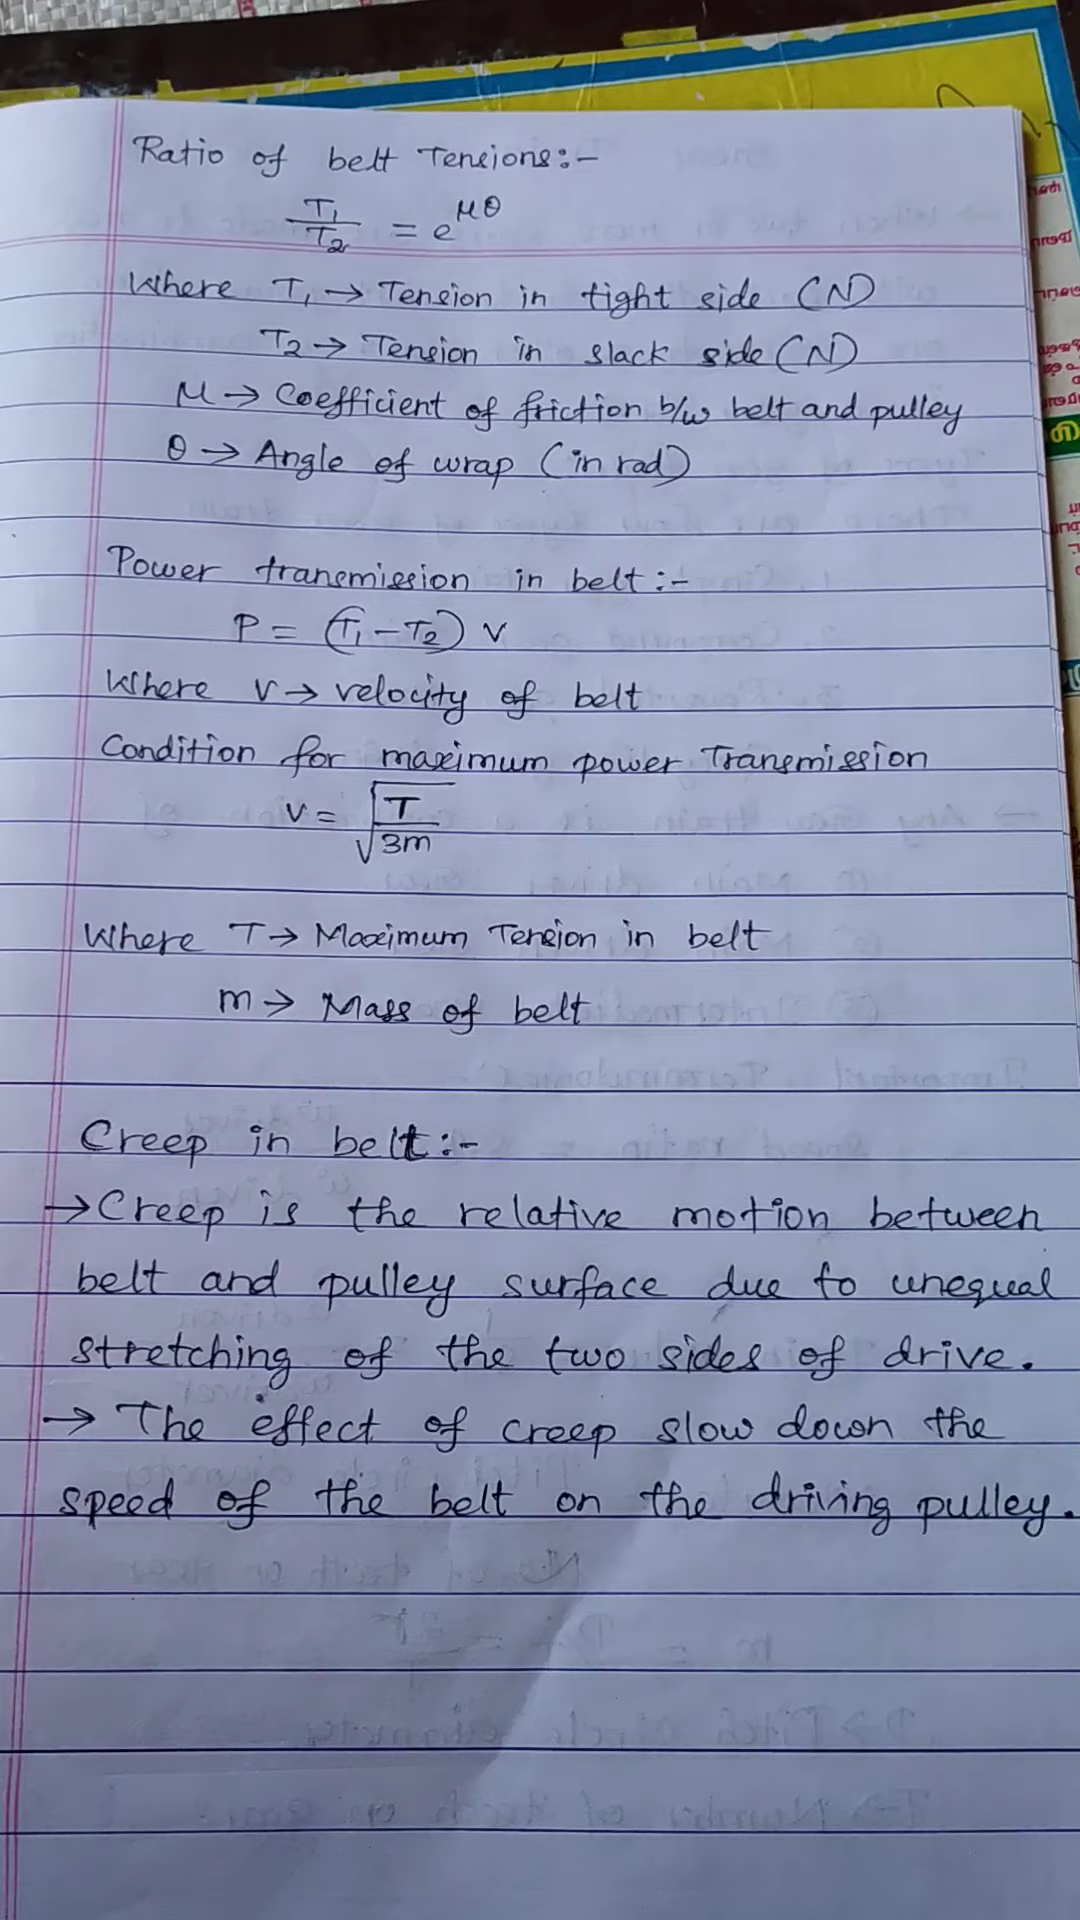 Ratio of belt Tensions:-
T1/T2 = e^μθ
Where T1 → Tension in tight side (N)
T2 → Tension in slack side (N)
μ → Coefficient of friction b/w belt and pulley
θ → Angle of wrap (in rad)
Power transmission in belt :-
P = (T1 - T2) v
Where v → velocity of belt
Condition for maximum power Transmission
v = √(T/3m)
Where T → Maximum Tension in belt
m → Mass of belt
Creep in belt :-
→ Creep is the relative motion between
belt and pulley surface due to unequal
stretching of the two sides of drive.
→ The effect of creep slow down the
speed of the belt on the driving pulley.